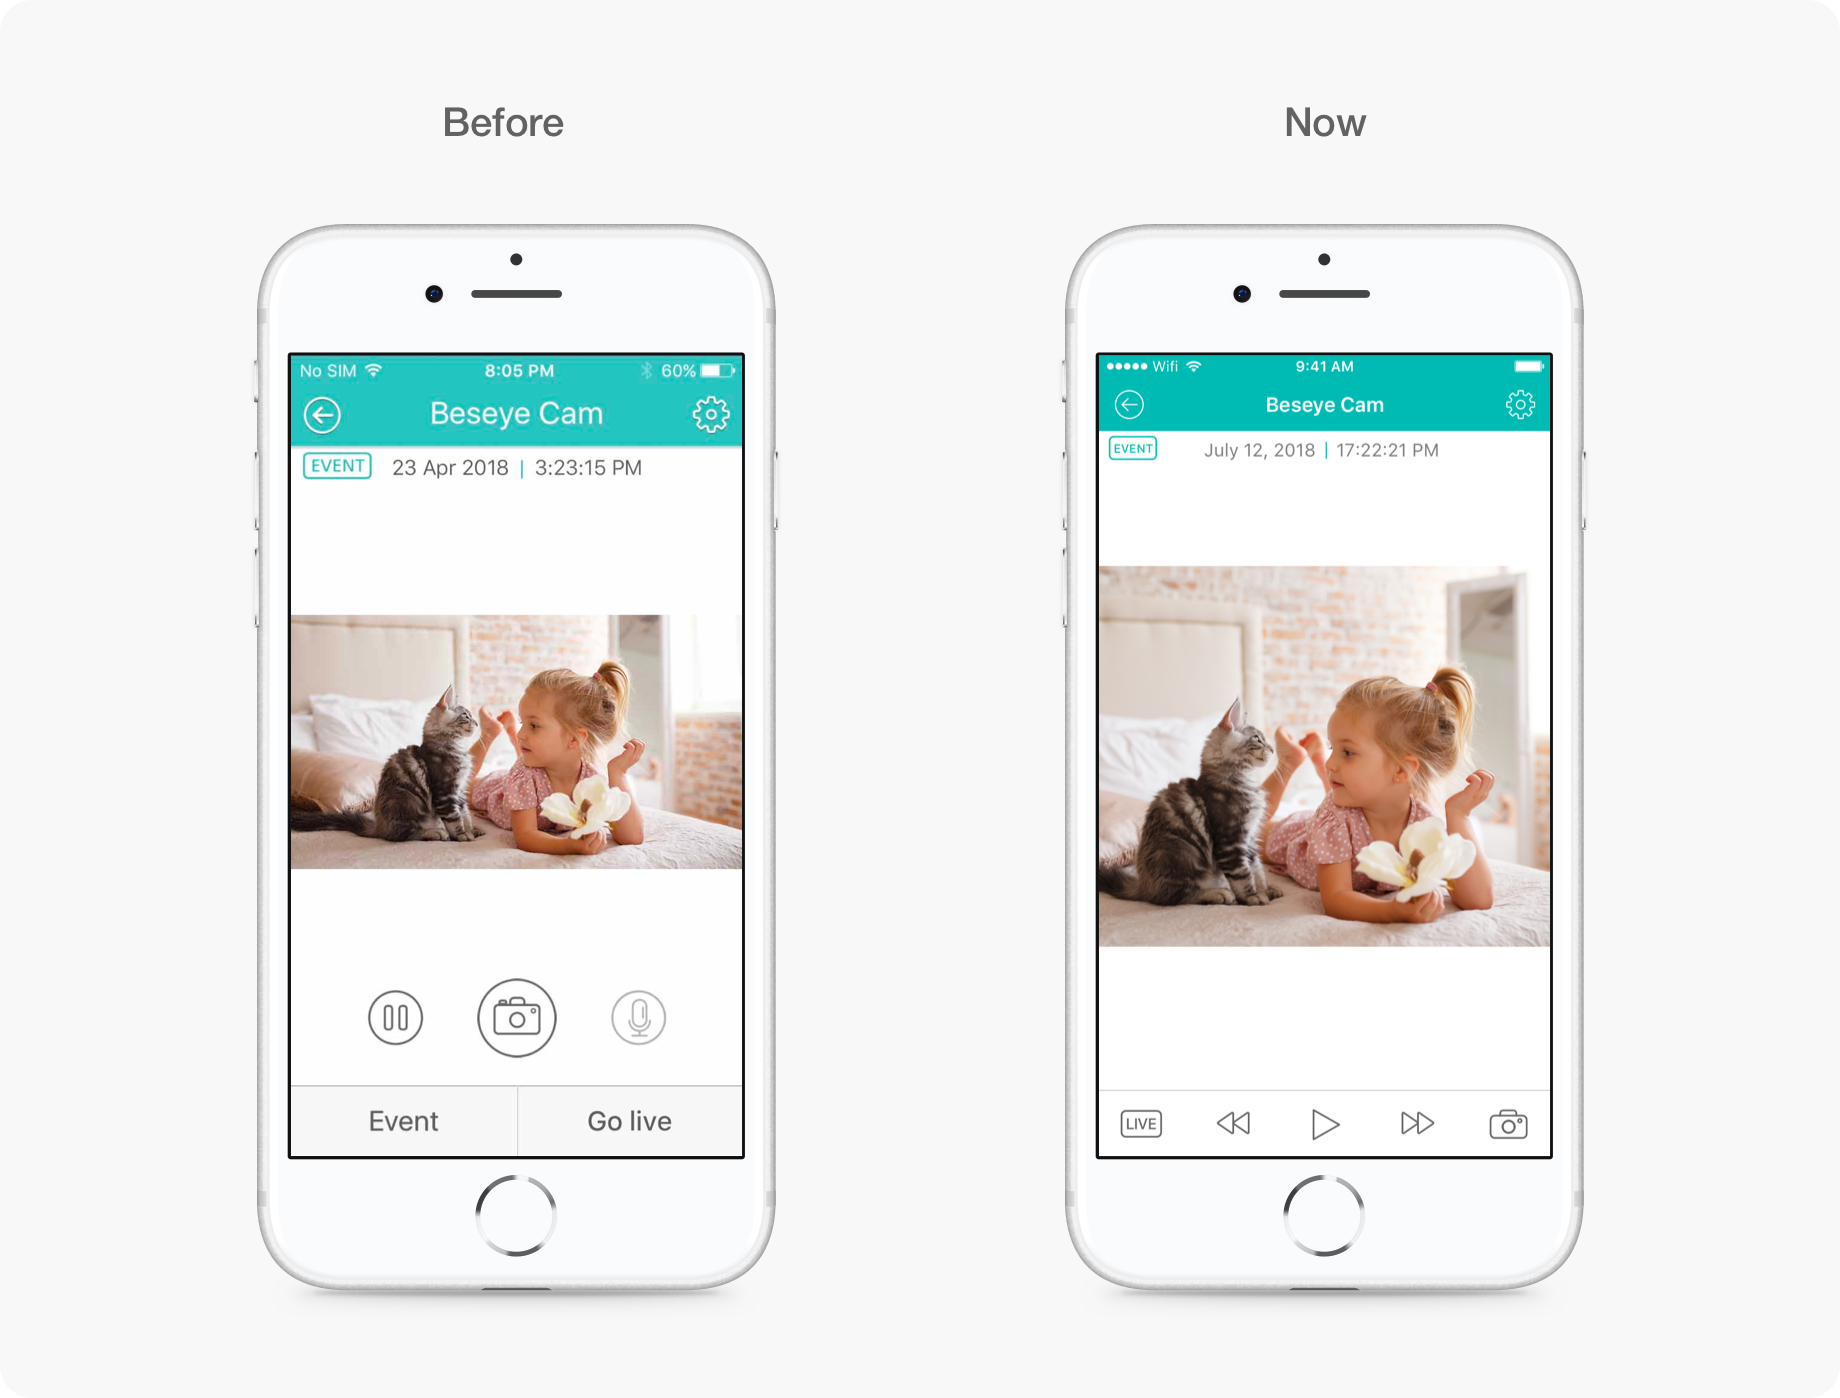 Before
No SIM 8:05 PM 60%
Beseye Cam
EVENT 23 Apr 2018 | 3:23:15 PM
Event Go live
Now
Wifi 9:41 AM
Beseye Cam
EVENT July 12, 2018 | 17:22:21 PM
LIVE